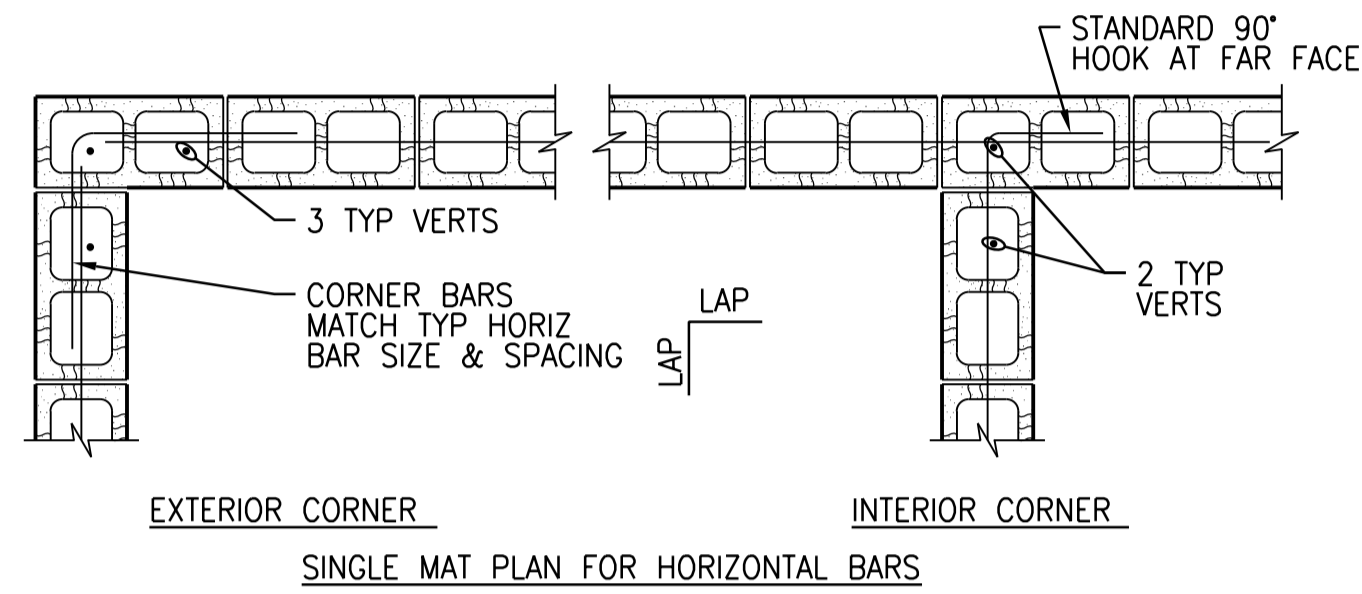 STANDARD 90°
HOOK AT FAR FACE
3 TYP VERTS
CORNER BARS
MATCH TYP HORIZ
BAR SIZE & SPACING
LAP
LAP
2 TYP
VERTS
EXTERIOR CORNER
INTERIOR CORNER
SINGLE MAT PLAN FOR HORIZONTAL BARS